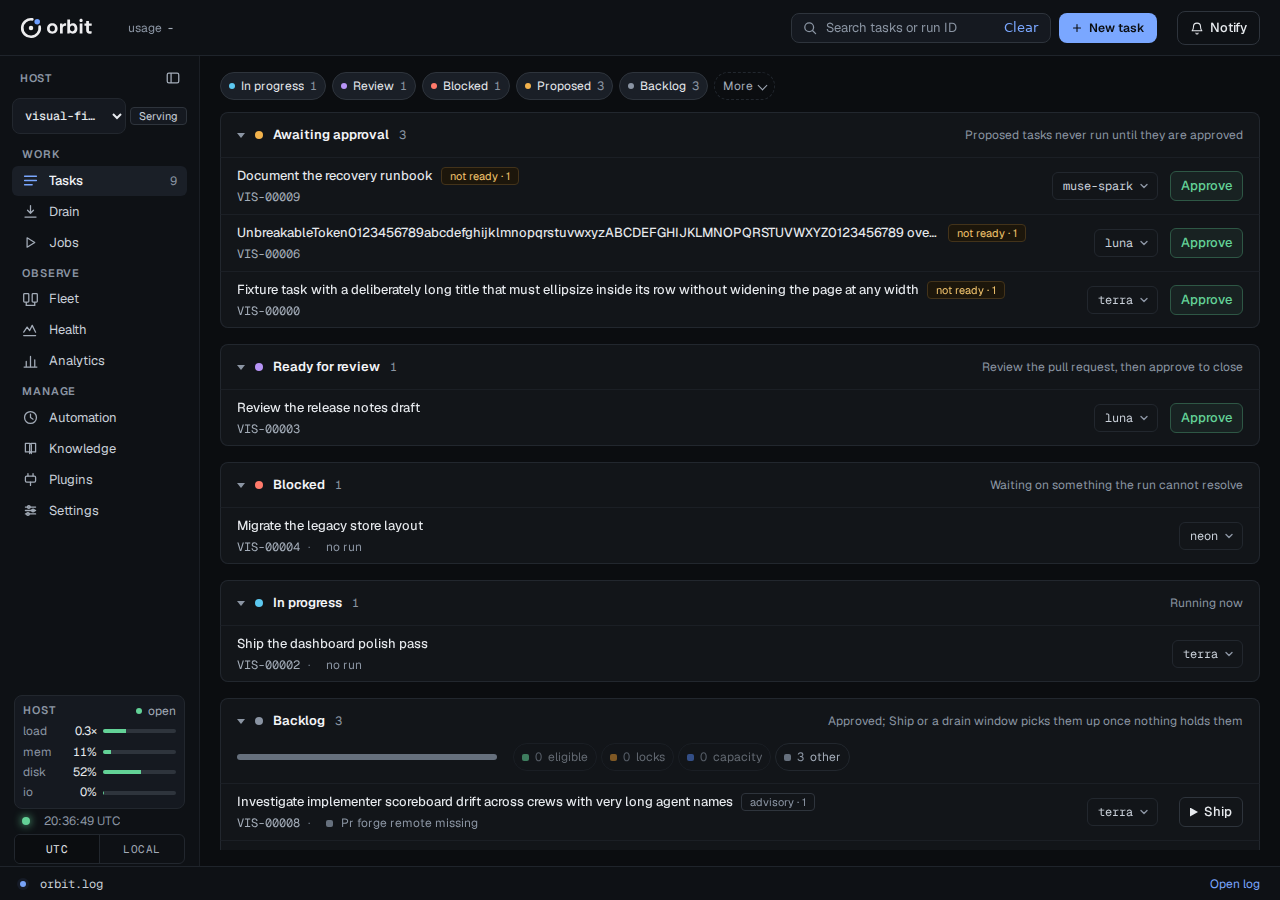 orbit
usage -
Search tasks or run ID
Clear
+ New task
Notify
HOST
visual-fi…
Serving
WORK
Tasks 9
Drain
Jobs
OBSERVE
Fleet
Health
Analytics
MANAGE
Automation
Knowledge
Plugins
Settings
HOST open
load 0.3×
mem 11%
disk 52%
io 0%
20:36:49 UTC
UTC LOCAL
In progress 1
Review 1
Blocked 1
Proposed 3
Backlog 3
More
Awaiting approval 3
Proposed tasks never run until they are approved
Document the recovery runbook not ready · 1
VIS-00009
muse-spark
Approve
UnbreakableToken0123456789abcdefghijklmnopqrstuvwxyzABCDEFGHIJKLMNOPQRSTUVWXYZ0123456789 ove… not ready · 1
VIS-00006
luna
Approve
Fixture task with a deliberately long title that must ellipsize inside its row without widening the page at any width not ready · 1
VIS-00000
terra
Approve
Ready for review 1
Review the pull request, then approve to close
Review the release notes draft
VIS-00003
luna
Approve
Blocked 1
Waiting on something the run cannot resolve
Migrate the legacy store layout
VIS-00004 · no run
neon
In progress 1
Running now
Ship the dashboard polish pass
VIS-00002 · no run
terra
Backlog 3
Approved; Ship or a drain window picks them up once nothing holds them
0 eligible
0 locks
0 capacity
3 other
Investigate implementer scoreboard drift across crews with very long agent names advisory · 1
VIS-00008 · Pr forge remote missing
terra
Ship
orbit.log
Open log